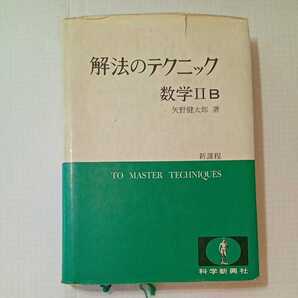 解法のテクニック
数学ⅡB
矢野健太郎 著
新課程
TO MASTER TECHNIQUES
科学新興社